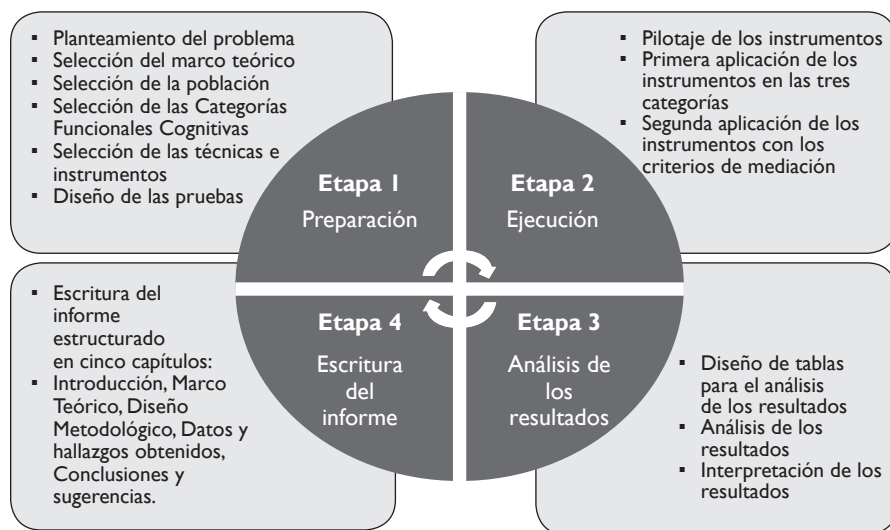 ▪ Planteamiento del problema
▪ Selección del marco teórico
▪ Selección de la población
▪ Selección de las Categorías
Funcionales Cognitivas
▪ Selección de las técnicas e
instrumentos
▪ Diseño de las pruebas
Etapa 1
Preparación
▪ Pilotaje de los instrumentos
▪ Primera aplicación de los
instrumentos en las tres
categorías
▪ Segunda aplicación de los
instrumentos con los
criterios de mediación
Etapa 2
Ejecución
▪ Escritura del
informe
estructurado
en cinco capítulos:
▪ Introducción, Marco
Teórico, Diseño
Metodológico, Datos y
hallazgos obtenidos,
Conclusiones y
sugerencias.
Etapa 4
Escritura
del
informe
Etapa 3
Análisis de
los
resultados
▪ Diseño de tablas
para el análisis
de los resultados
▪ Análisis de los
resultados
▪ Interpretación de los
resultados